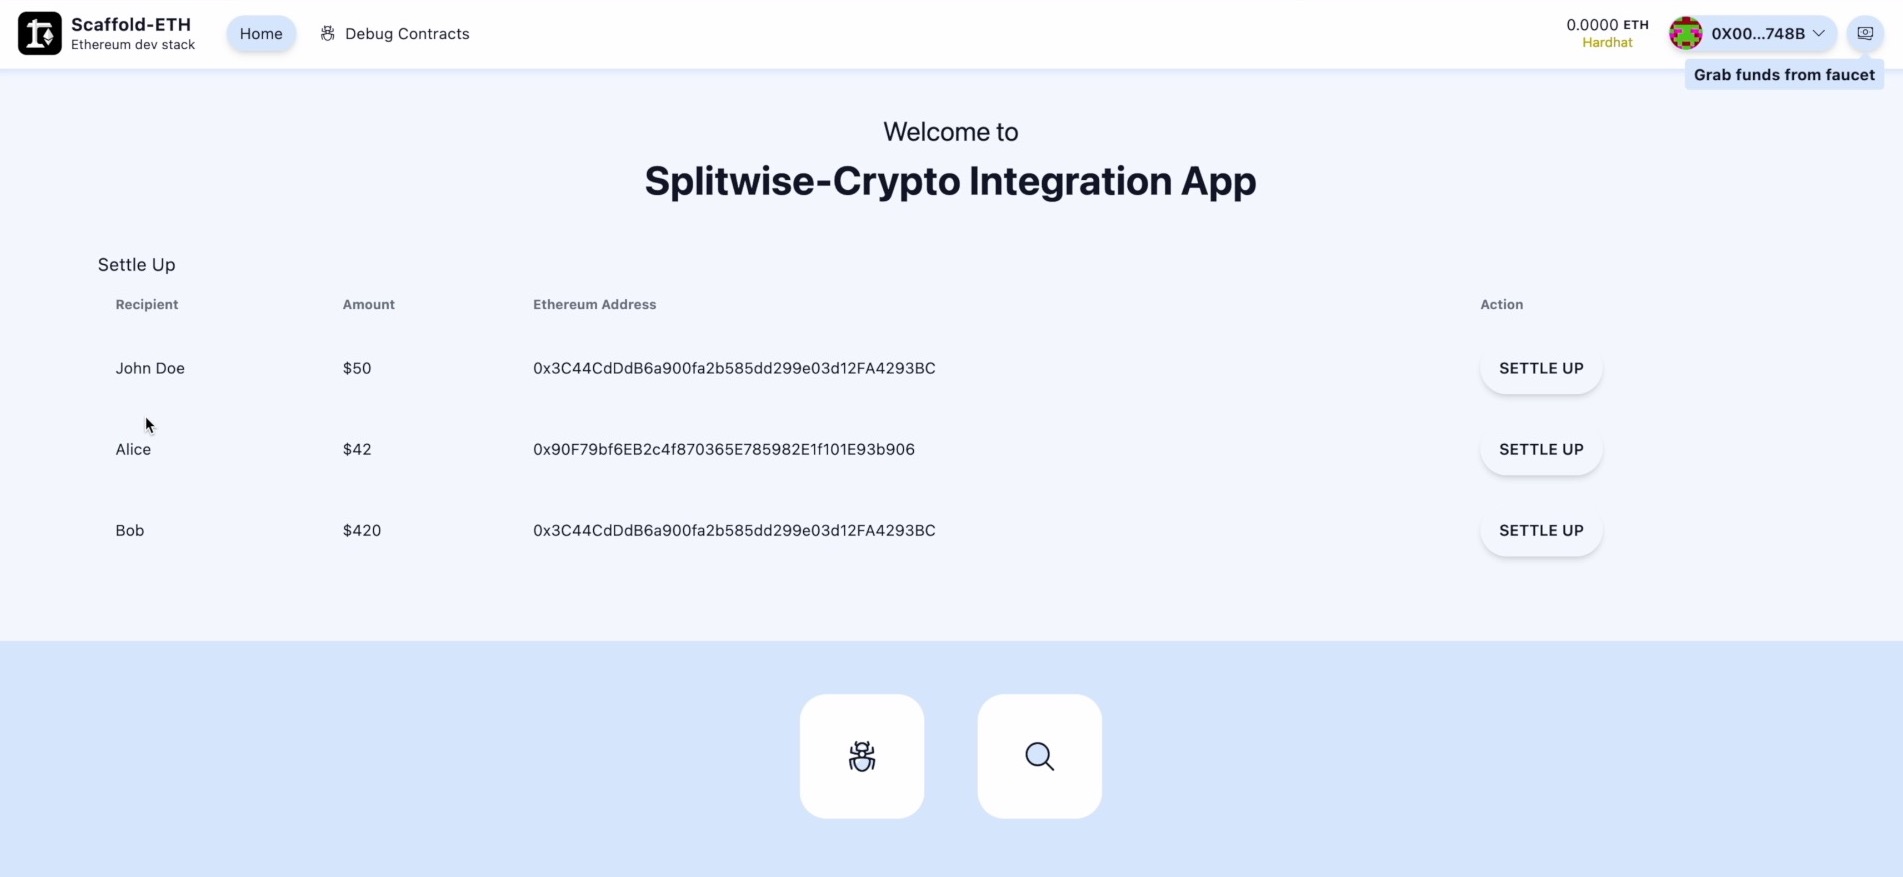 Scaffold-ETH
Ethereum dev stack
Home
Debug Contracts
0.0000 ETH
Hardhat
0X00...748B
Grab funds from faucet
Welcome to
Splitwise-Crypto Integration App
Settle Up
Recipient Amount Ethereum Address Action
John Doe $50 0x3C44CdDdB6a900fa2b585dd299e03d12FA4293BC SETTLE UP
Alice $42 0x90F79bf6EB2c4f870365E785982E1f101E93b906 SETTLE UP
Bob $420 0x3C44CdDdB6a900fa2b585dd299e03d12FA4293BC SETTLE UP